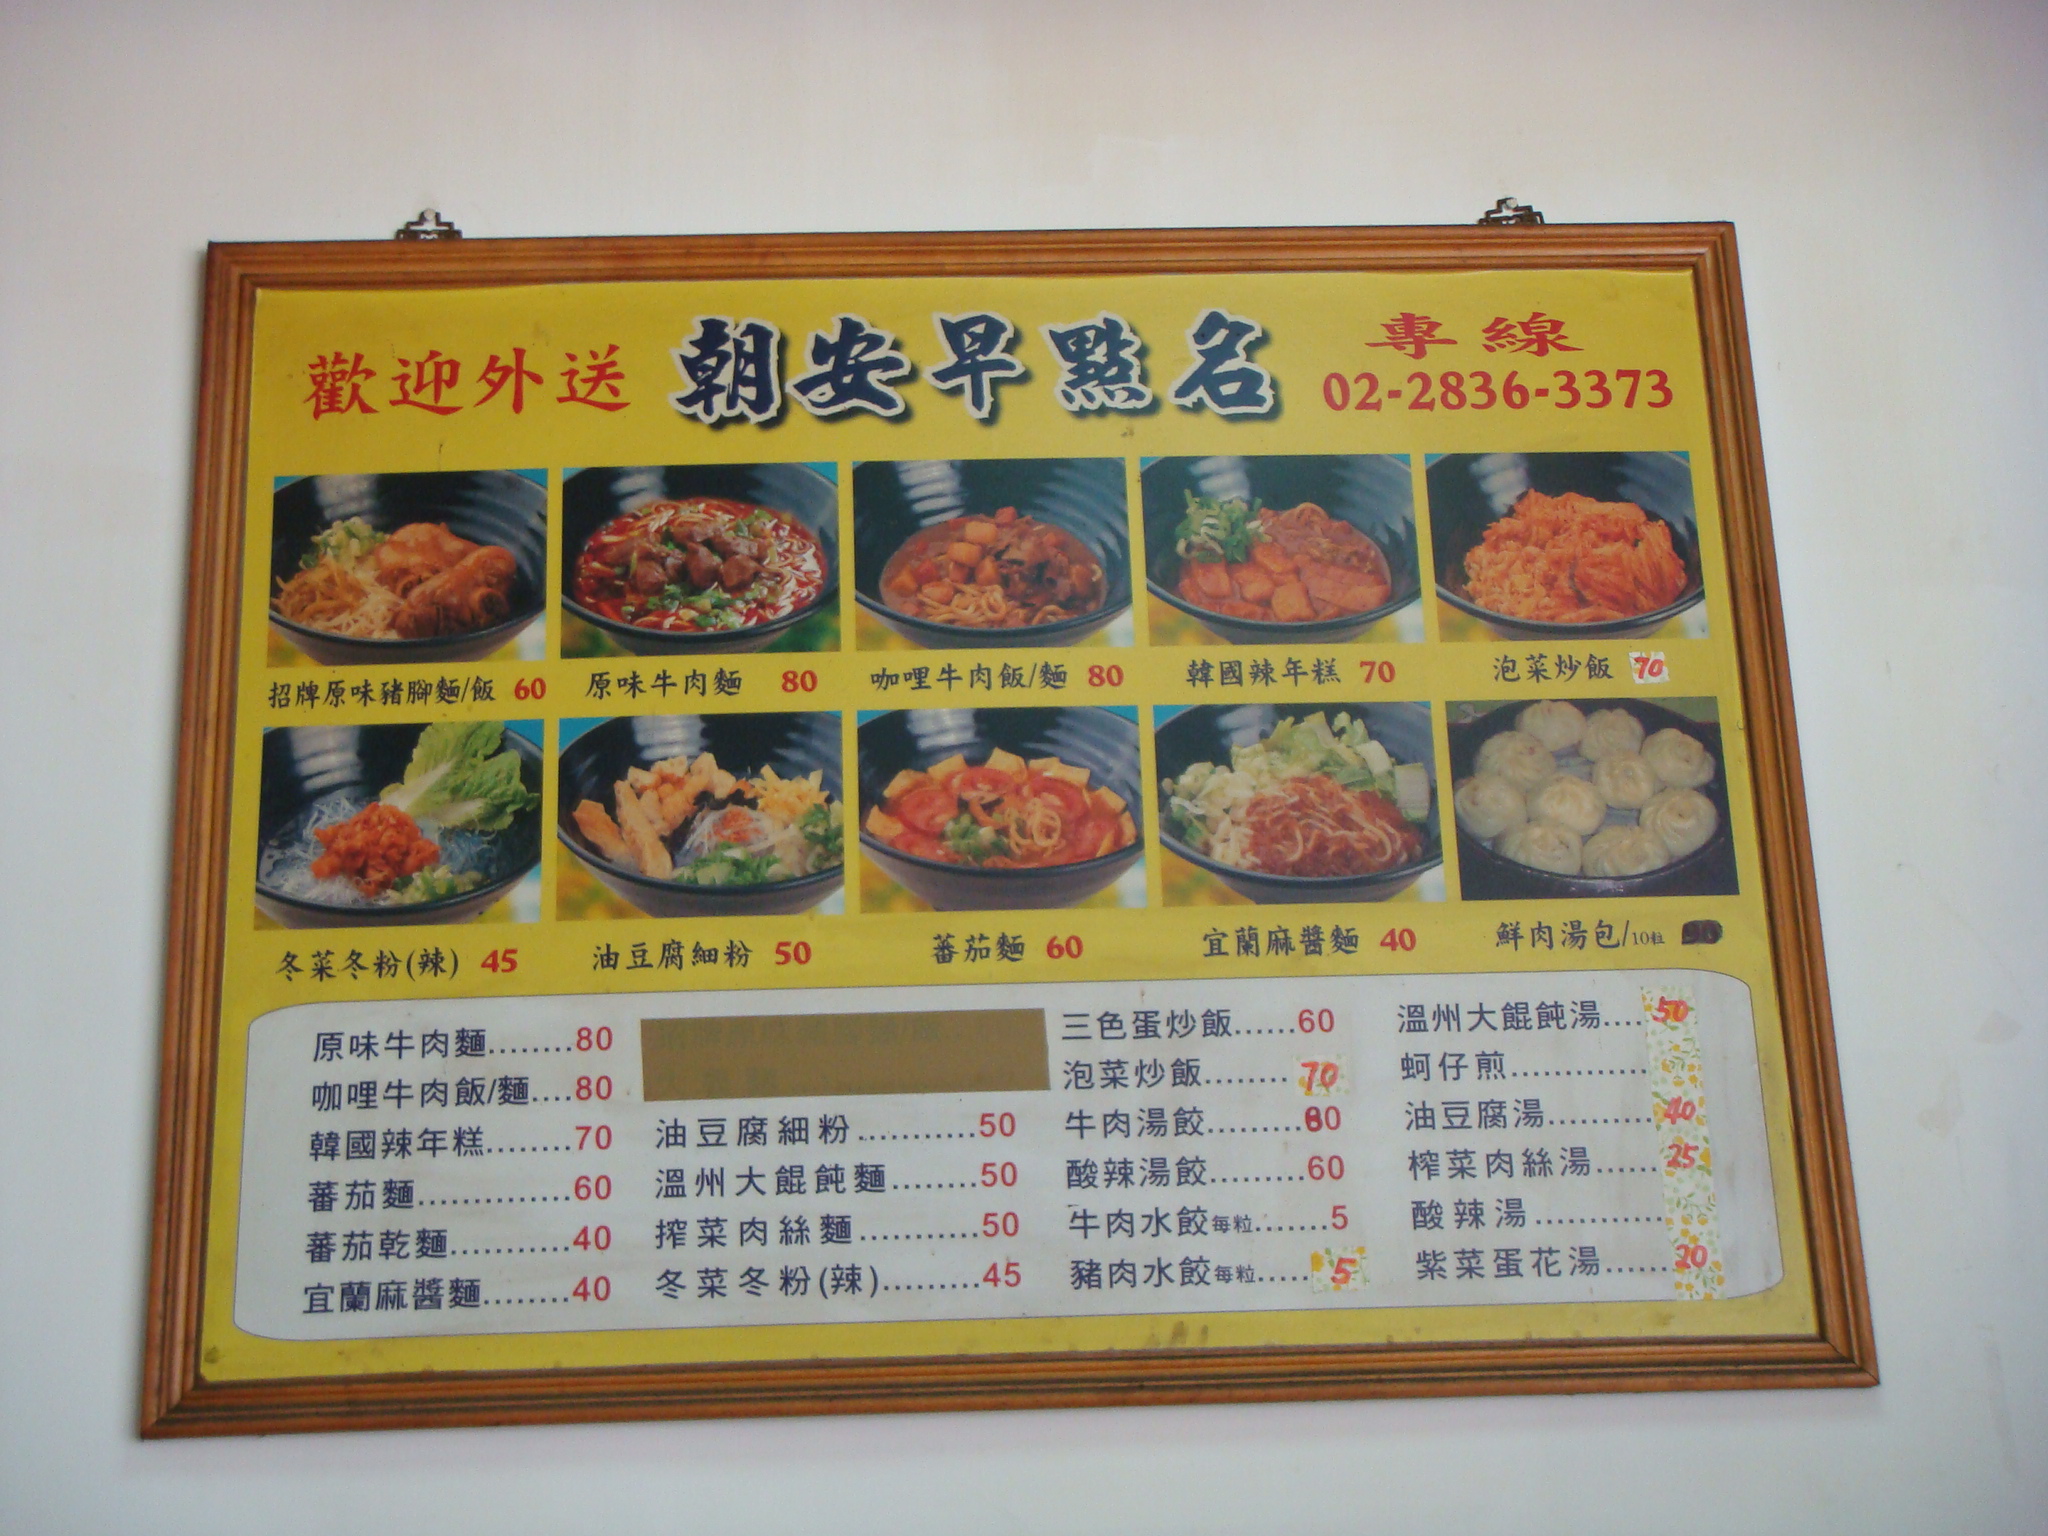 歡迎外送 朝安早點名 專線
02-2836-3373
招牌原味豬腳麵/飯 60
原味牛肉麵 80
咖哩牛肉飯/麵 80
韓國辣年糕 70
泡菜炒飯 70
冬菜冬粉(辣) 45
油豆腐細粉 50
蕃茄麵 60
宜蘭麻醬麵 40
鮮肉湯包/10粒
原味牛肉麵........80
咖哩牛肉飯/麵....80
韓國辣年糕.......70
蕃茄麵.............60
蕃茄乾麵..........40
宜蘭麻醬麵........40
油豆腐細粉...........50
溫州大餛飩麵........50
搾菜肉絲麵...........50
冬菜冬粉(辣).........45
三色蛋炒飯......60
泡菜炒飯........70
牛肉湯餃.........80
酸辣湯餃.........60
牛肉水餃每粒.......5
豬肉水餃每粒.....5
溫州大餛飩湯....50
蚵仔煎............
油豆腐湯.........40
榨菜肉絲湯......25
酸辣湯...........
紫菜蛋花湯......20